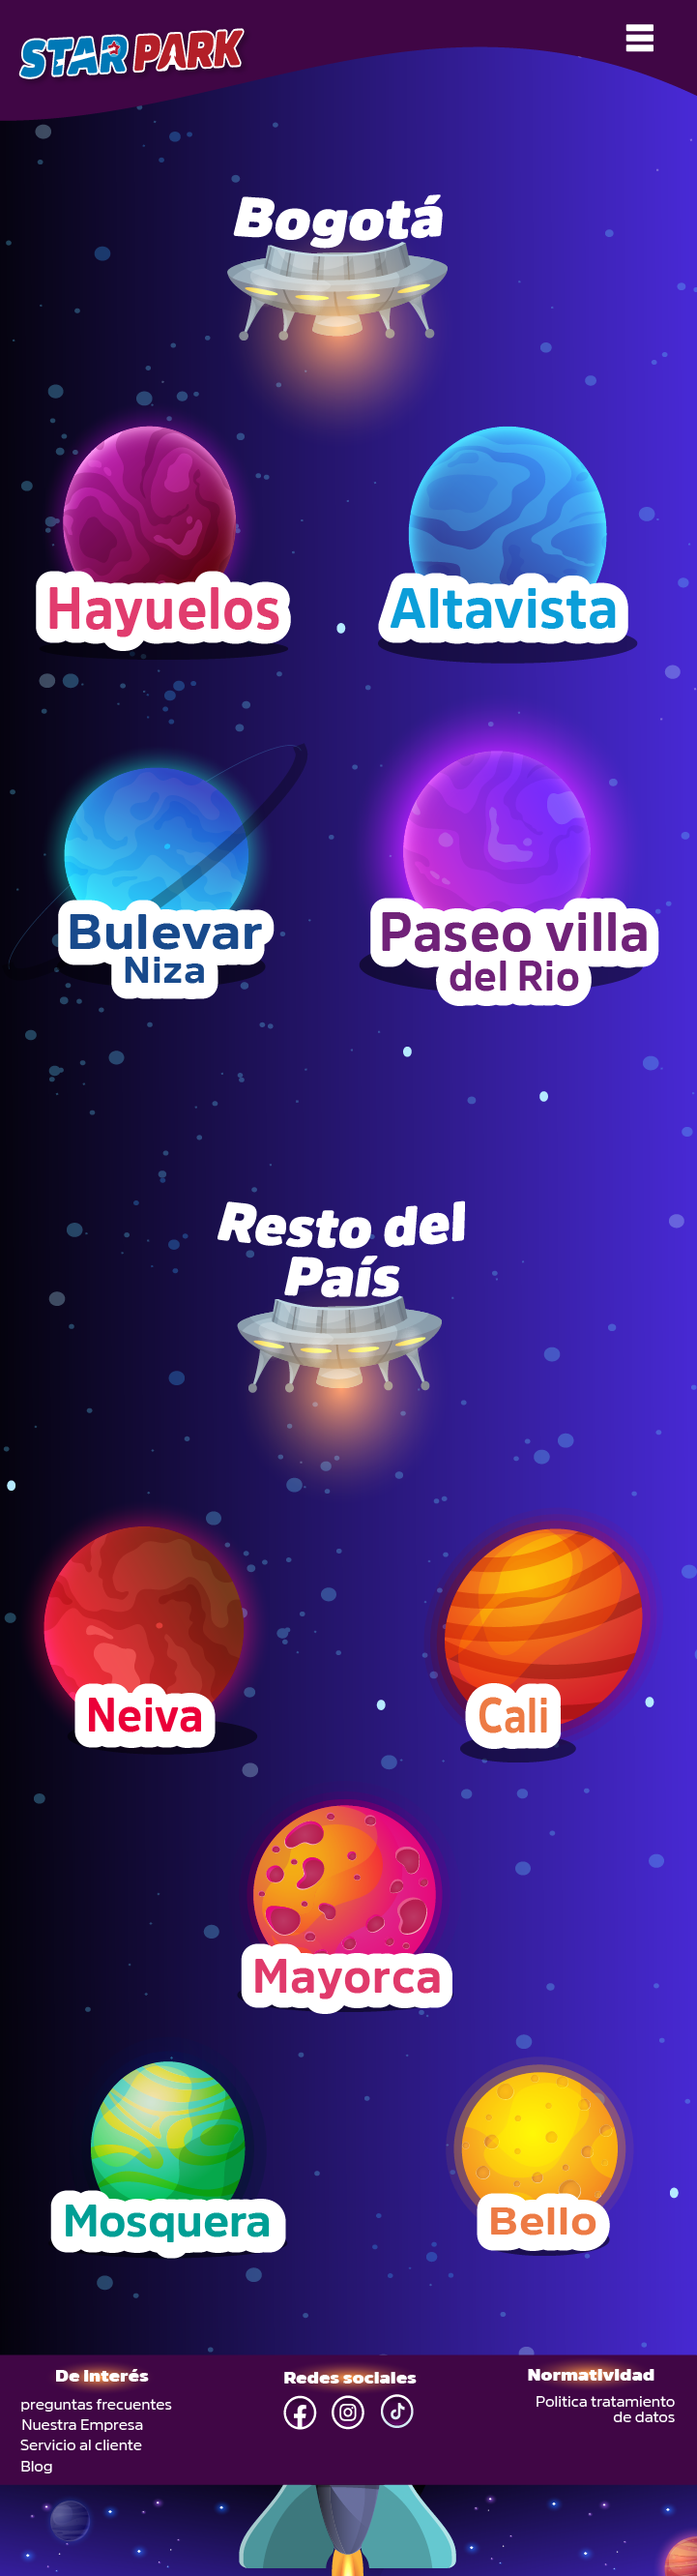 STAR PARK
Bogotá
Hayuelos
Altavista
Bulevar
Niza
Paseo villa
del Rio
Resto del
País
Neiva
Cali
Mayorca
Mosquera
Bello
De interés
preguntas frecuentes
Nuestra Empresa
Servicio al cliente
Blog
Redes sociales
Normatividad
Politica tratamiento
de datos